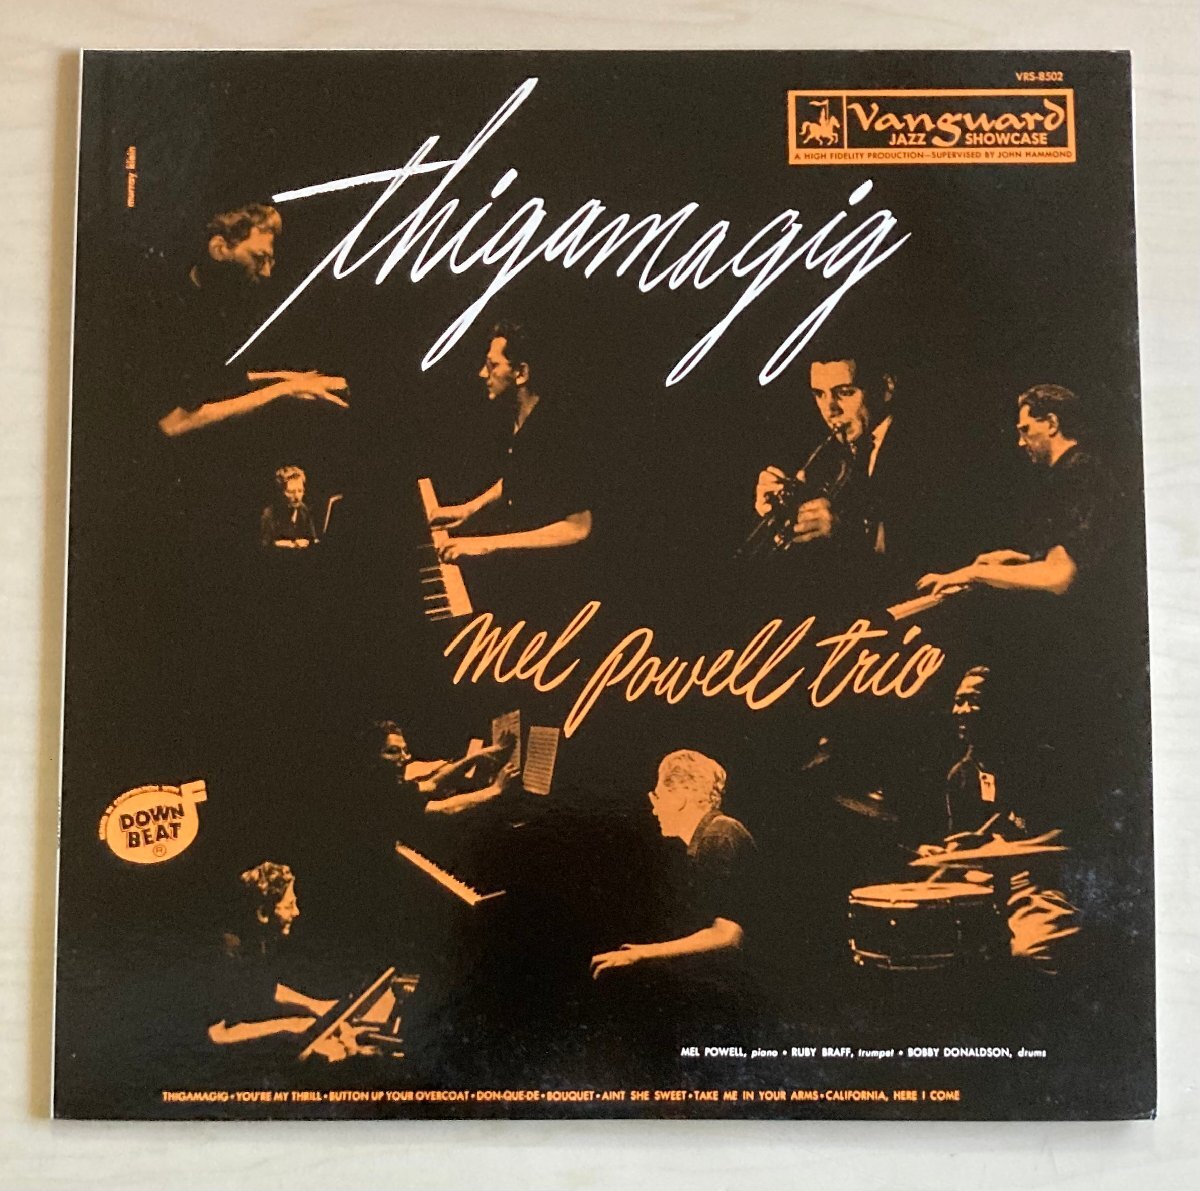 VRS-8502
Vanguard
JAZZ SHOWCASE
A HIGH FIDELITY PRODUCTION—SUPERVISED BY JOHN HAMMOND
murray klein
thigamagig
mel powell trio
DOWN
BEAT
®
MEL POWELL, piano • RUBY BRAFF, trumpet • BOBBY DONALDSON, drums
THIGAMAGIG • YOU'RE MY THRILL • BUTTON UP YOUR OVERCOAT • DON-QUE-DE • BOUQUET • AINT SHE SWEET • TAKE ME IN YOUR ARMS • CALIFORNIA, HERE I COME